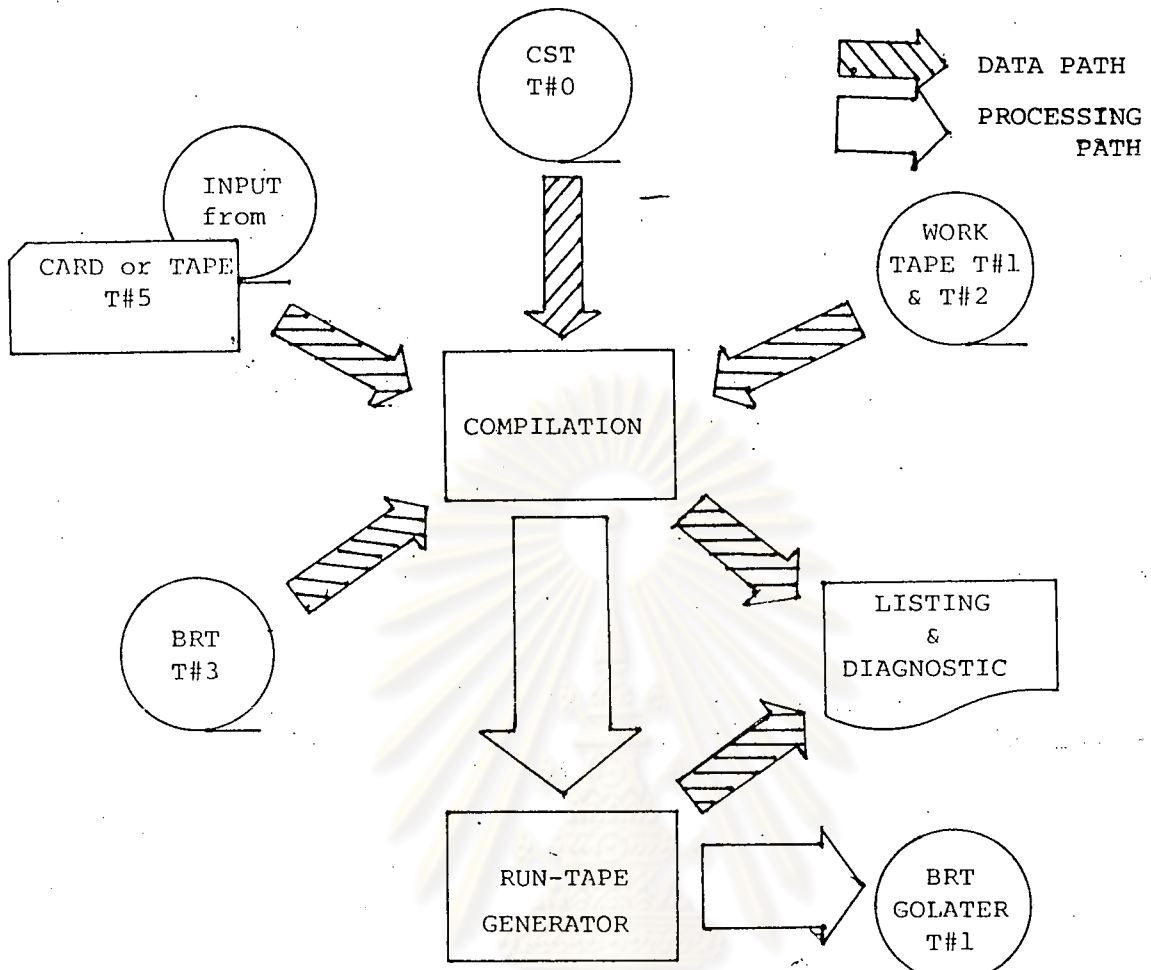 CST
T#0
DATA PATH
PROCESSING
PATH
INPUT
from
CARD or TAPE
T#5
WORK
TAPE T#1
& T#2
COMPILATION
BRT
T#3
LISTING
&
DIAGNOSTIC
RUN-TAPE
GENERATOR
BRT
GOLATER
T#1